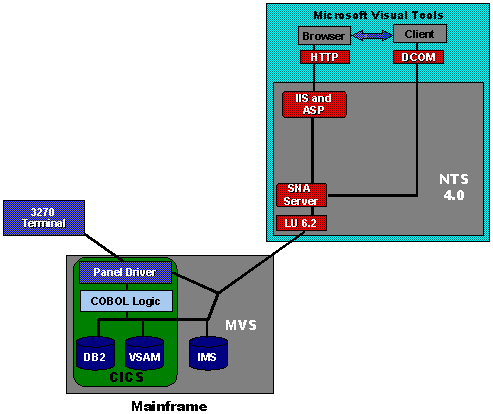 Microsoft Visual Tools
Browser
Client
HTTP
DCOM
IIS and
ASP
NTS
4.0
SNA
Server
LU 6.2
3270
Terminal
Panel Driver
COBOL Logic
MVS
DB2
VSAM
IMS
CICS
Mainframe